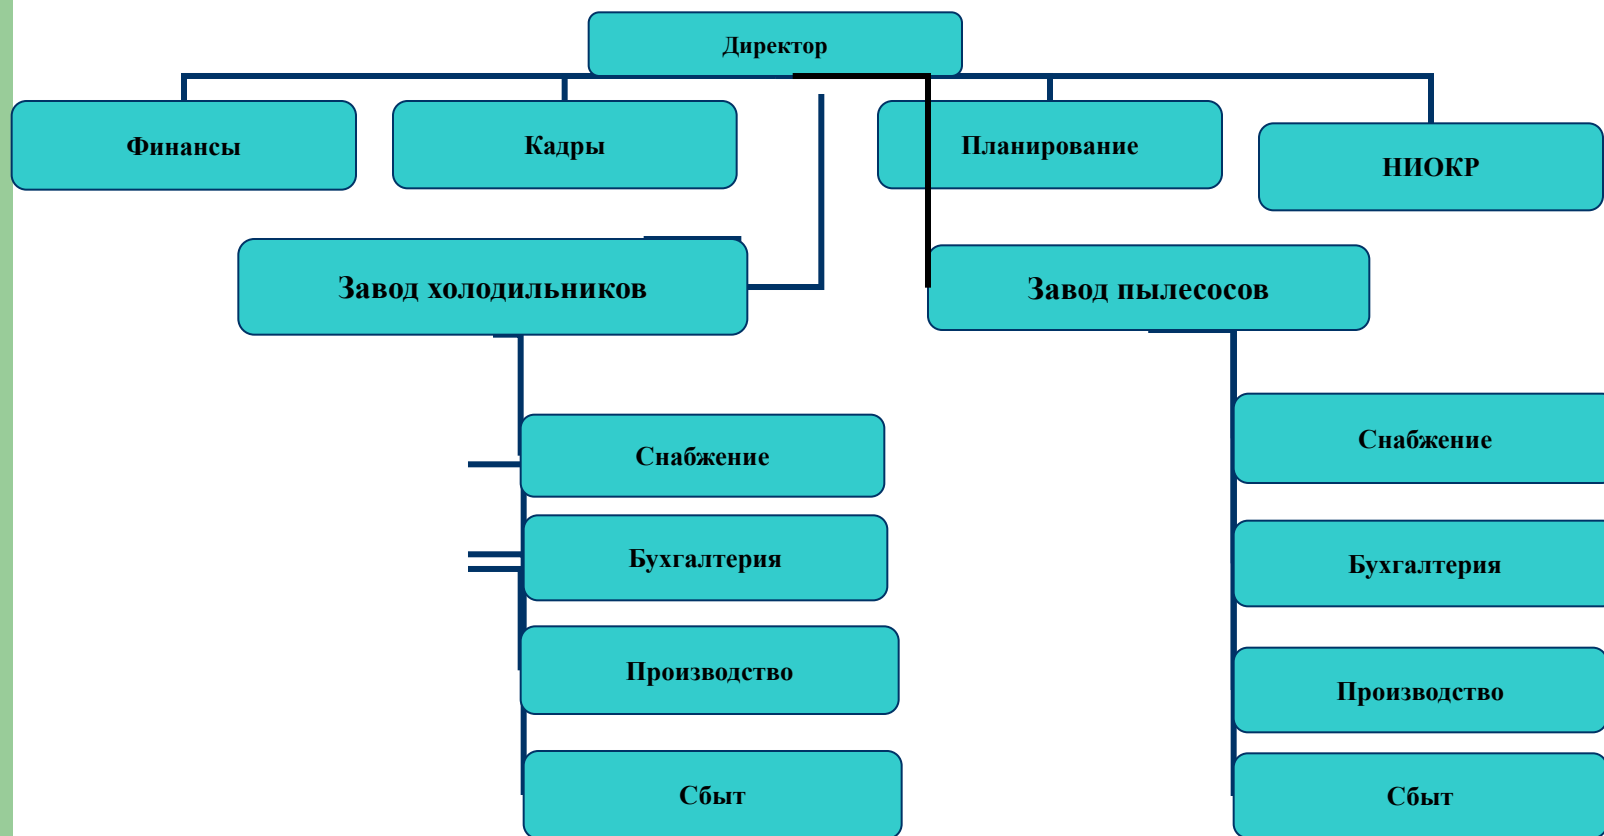 Директор
Финансы
Кадры
Планирование
НИОКР
Завод холодильников
Завод пылесосов
Снабжение
Бухгалтерия
Производство
Сбыт
Снабжение
Бухгалтерия
Производство
Сбыт